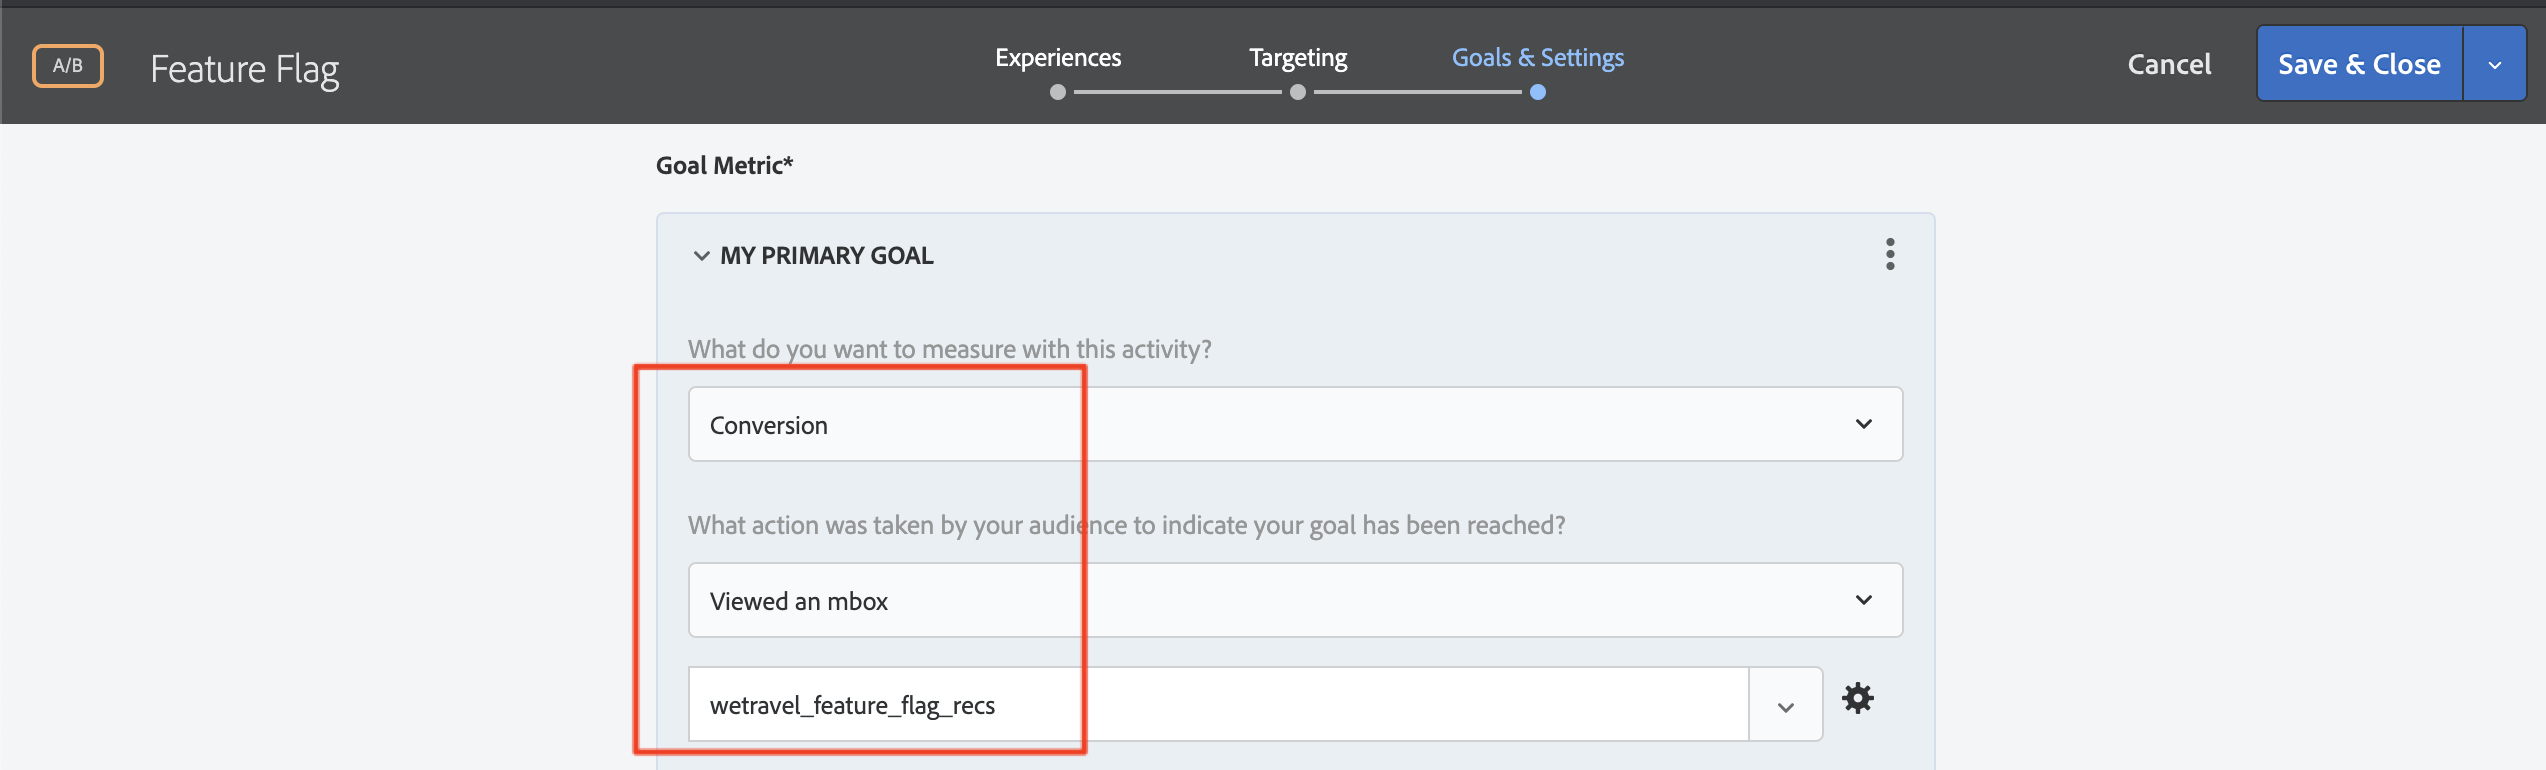 A/B
Feature Flag
Experiences
Targeting
Goals & Settings
Cancel
Save & Close
Goal Metric*
MY PRIMARY GOAL
What do you want to measure with this activity?
Conversion
What action was taken by your audience to indicate your goal has been reached?
Viewed an mbox
wetravel_feature_flag_recs